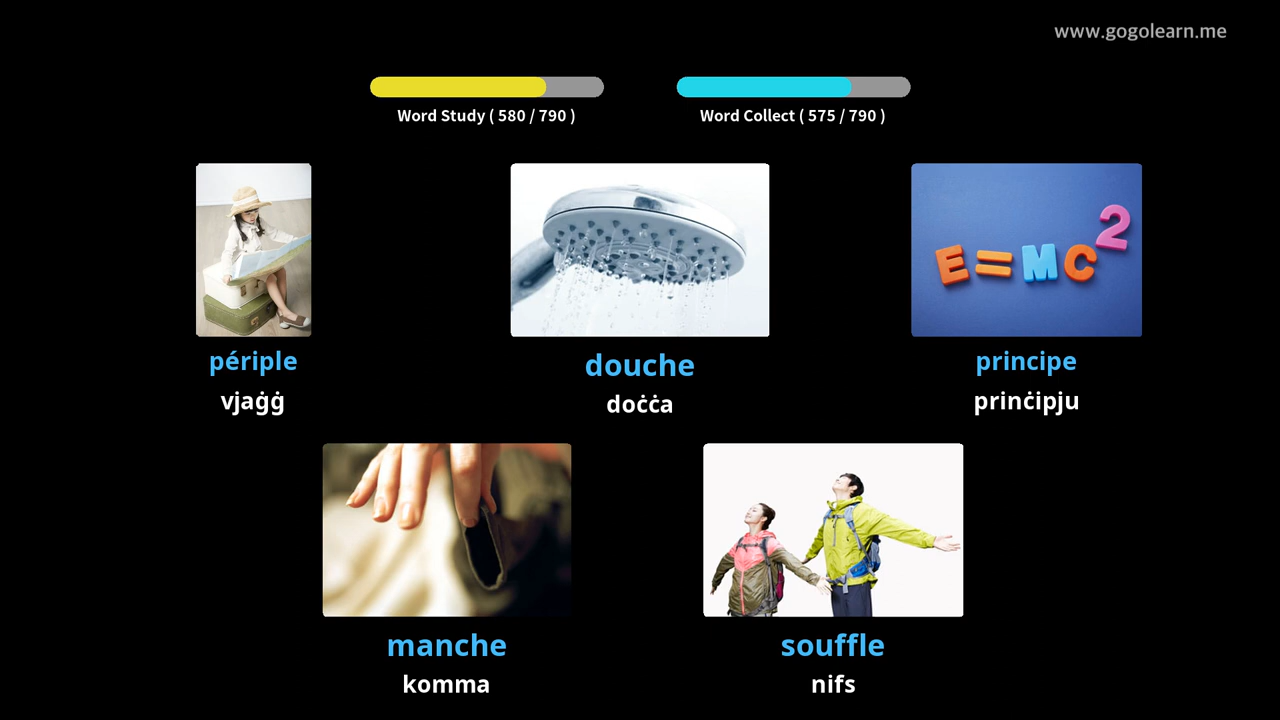 www.gogolearn.me
Word Study ( 580 / 790 )
Word Collect ( 575 / 790 )
E=MC2
périple
douche
principe
vjaġġ
doċċa
prinċipju
manche
souffle
komma
nifs